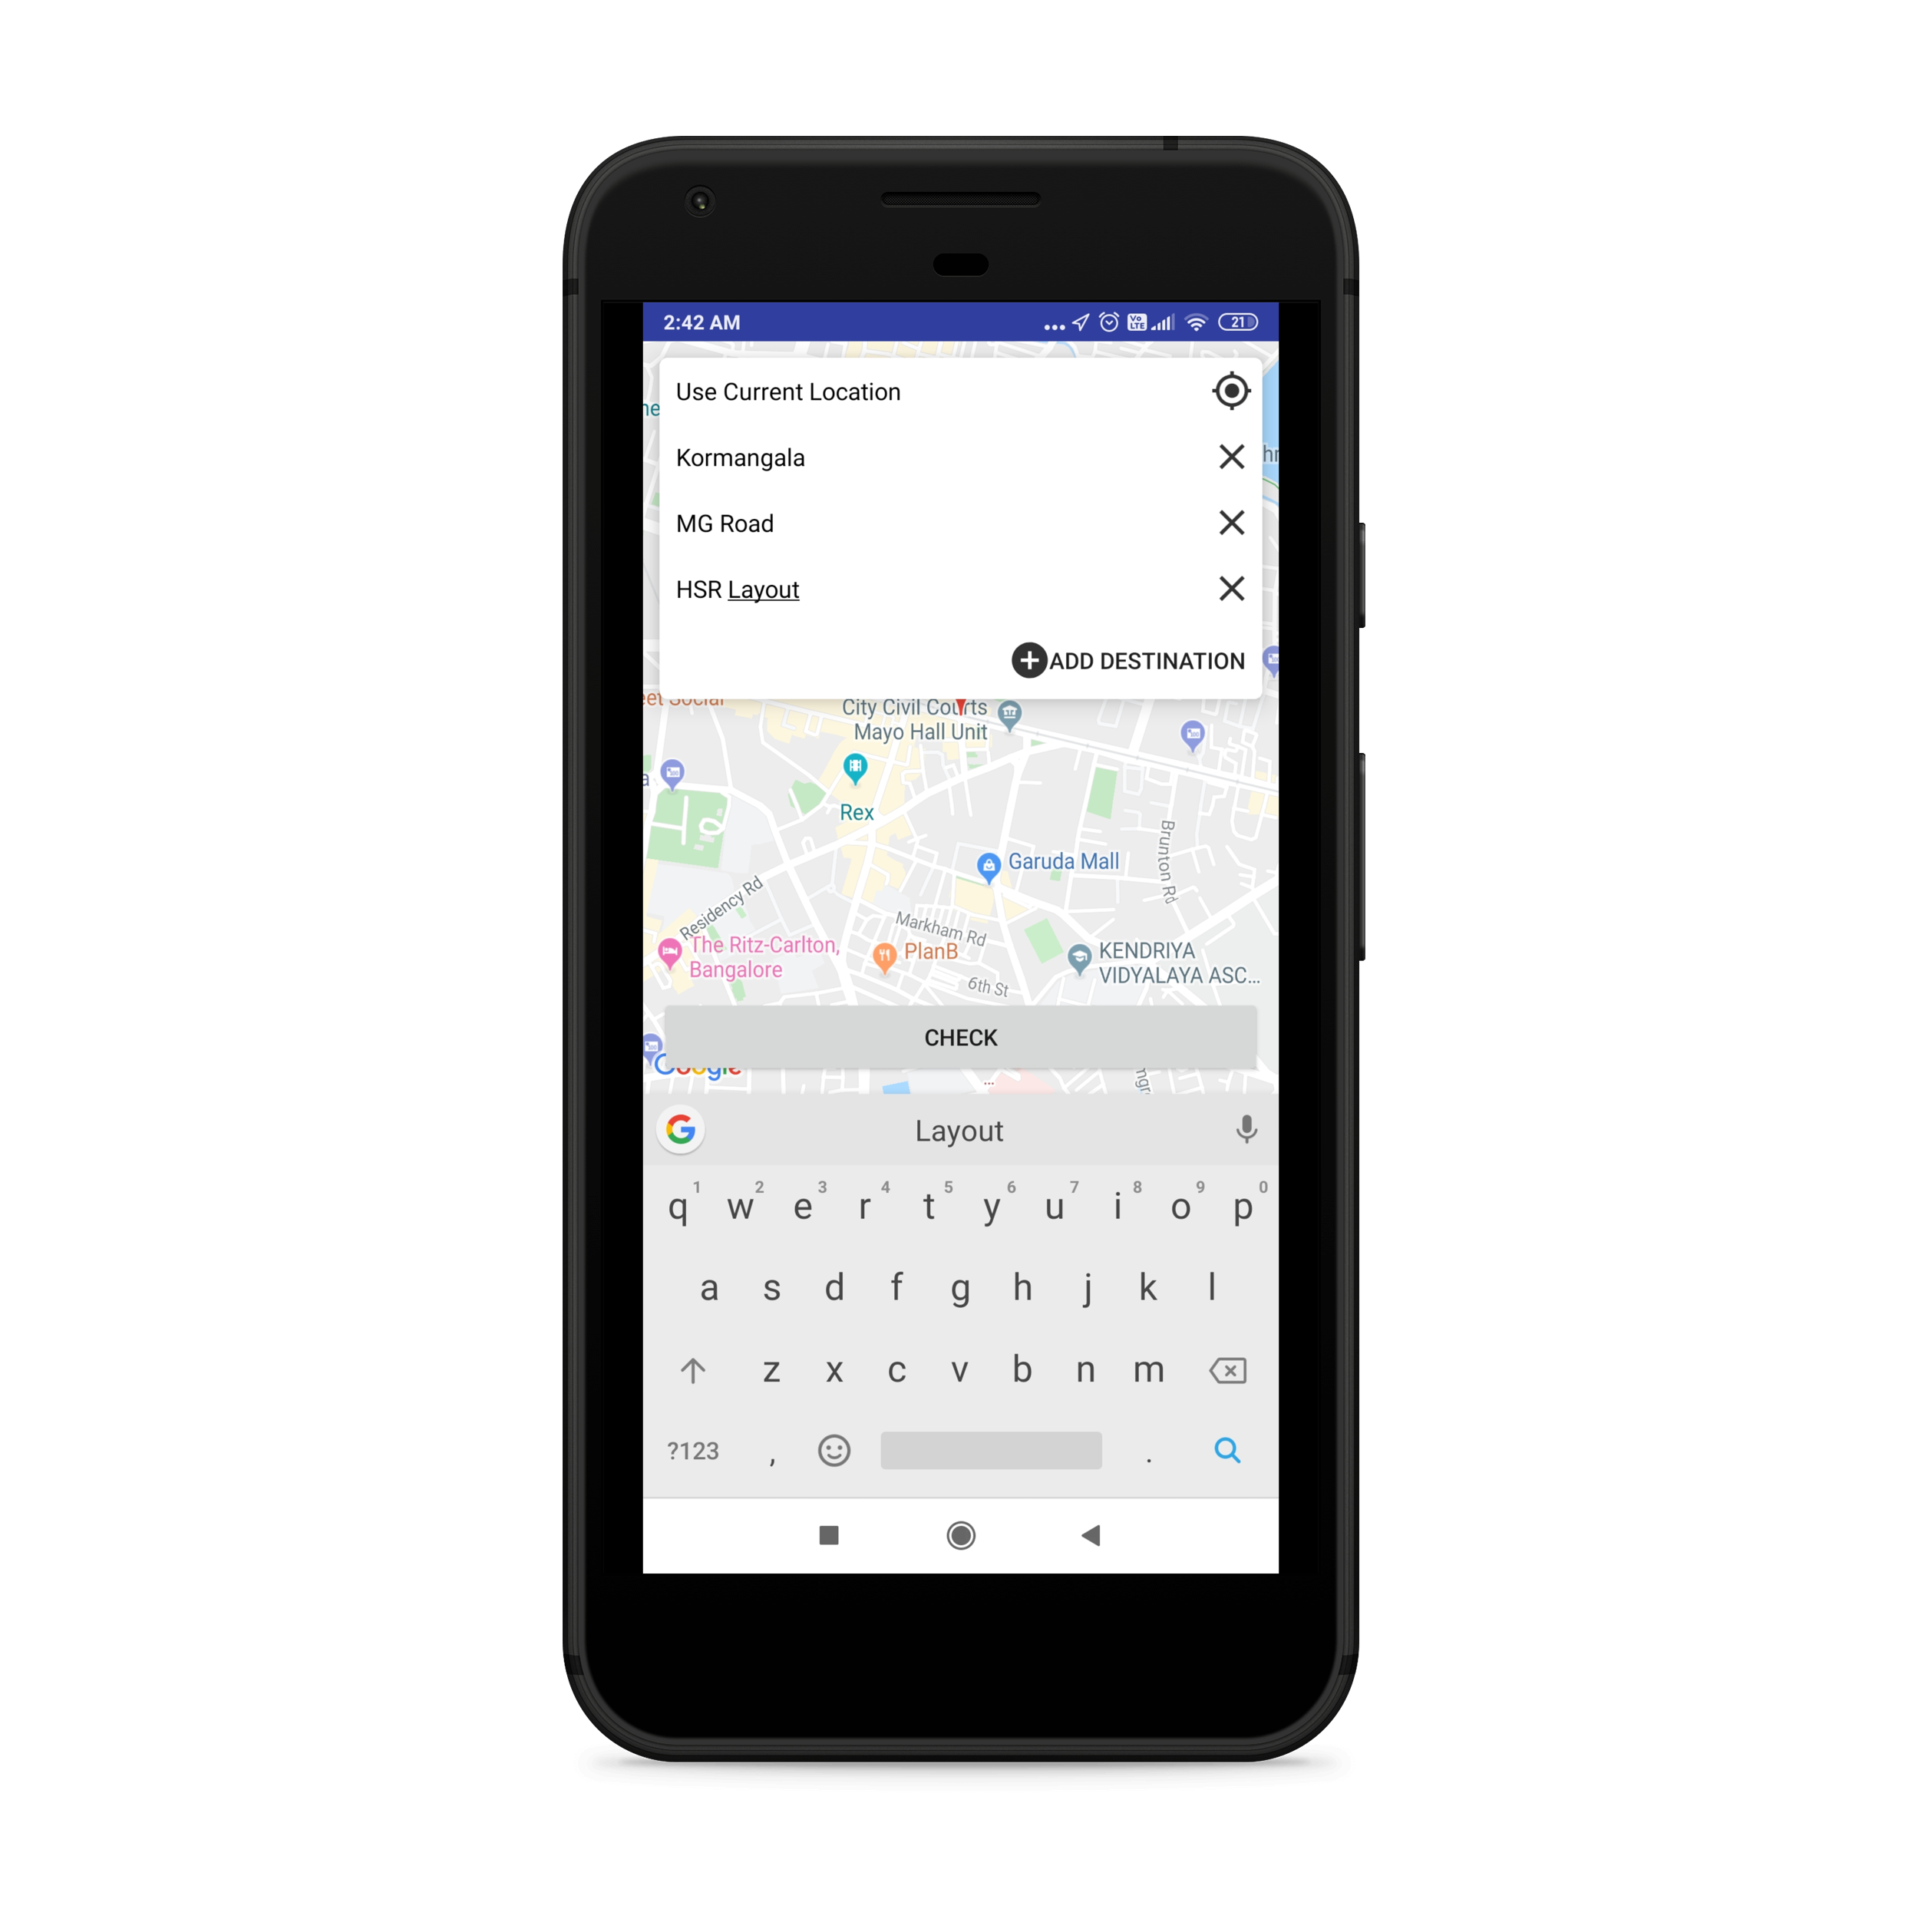 2:42 AM
Vo
LTE
21
Use Current Location
Kormangala
MG Road
HSR Layout
ADD DESTINATION
City Civil Courts
Mayo Hall Unit
Rex
Garuda Mall
Brunton Rd
Residency Rd
Markham Rd
The Ritz-Carlton,
Bangalore
PlanB
KENDRIYA
VIDYALAYA ASC...
6th St
CHECK
Google
...
G
Layout
1 2 3 4 5 6 7 8 9 0
q w e r t y u i o p
a s d f g h j k l
z x c v b n m
?123 , .